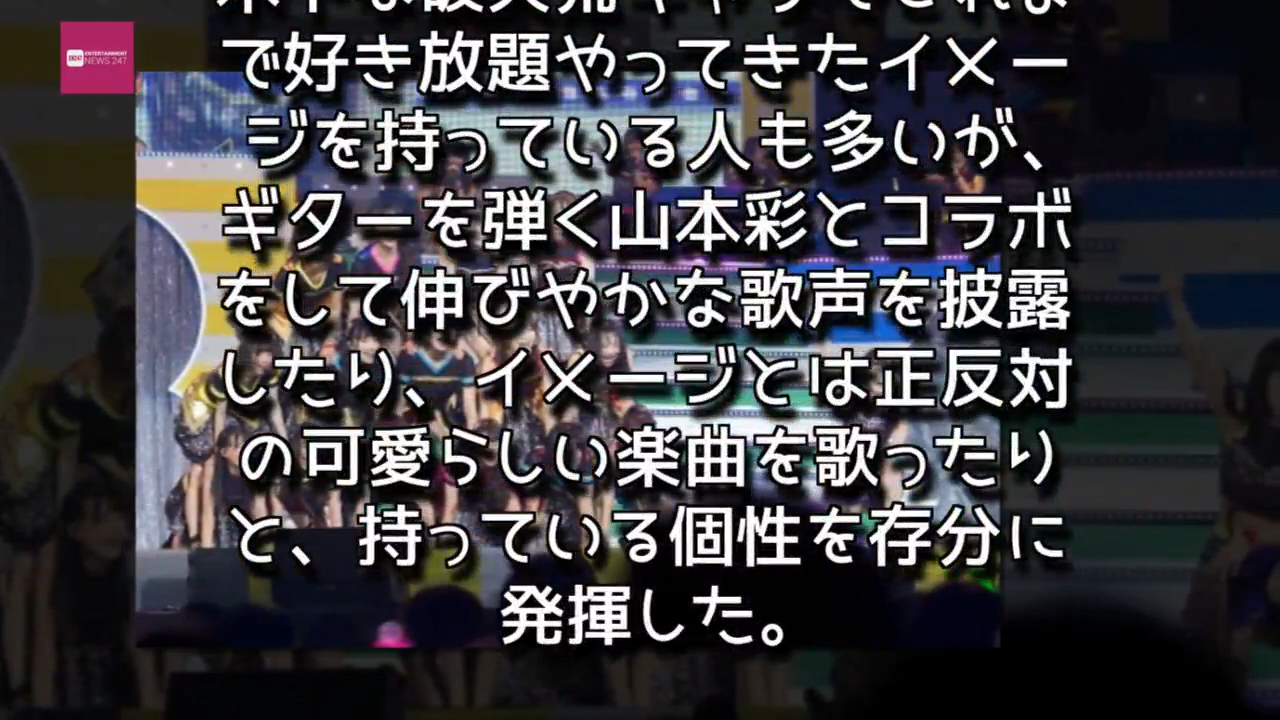 ENTERTAINMENT
NEWS 247
で好き放題やってきたイメー
ジを持っている人も多いが、
ギターを弾く山本彩とコラボ
をして伸びやかな歌声を披露
したり、イメージとは正反対
の可愛らしい楽曲を歌ったり
と、持っている個性を存分に
発揮した。